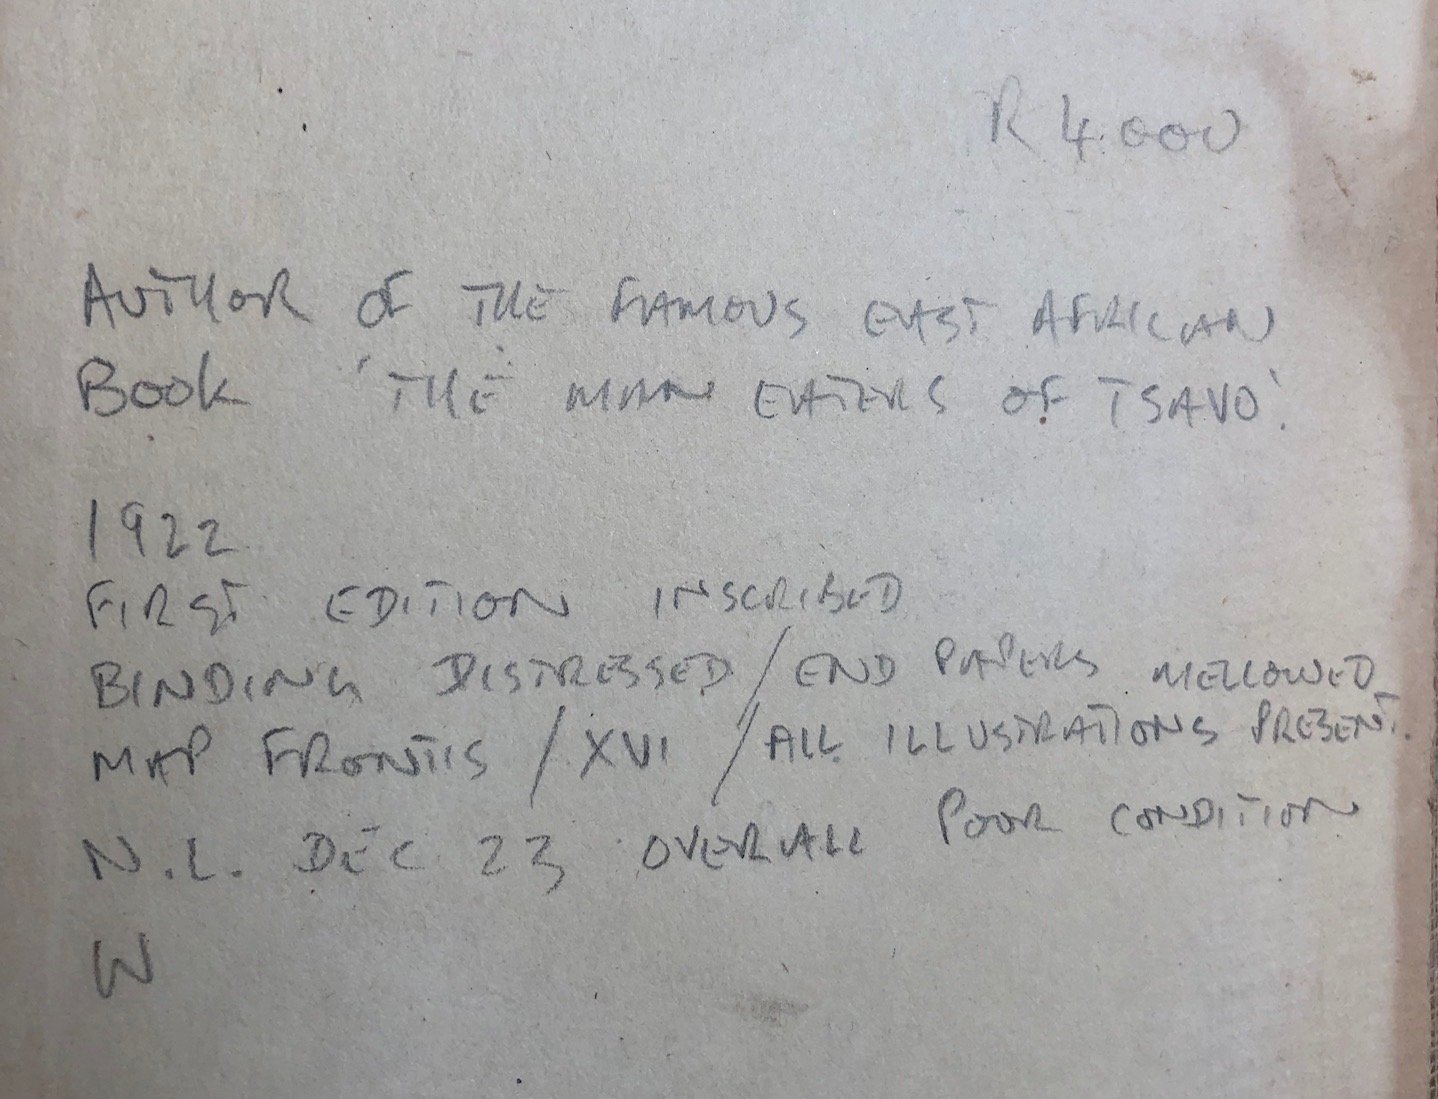 R 4.000
AUTHOR OF THE FAMOUS EAST AFRICAN
BOOK 'THE MAN EATERS OF TSAVO'.
1922
FIRST EDITION INSCRIBED
BINDING DISTRESSED / END PAPERS MELLOWED
MAP FRONTIS / XVI / ALL ILLUSTRATIONS PRESENT.
N.L. DEC 23 OVERALL POOR CONDITION
W